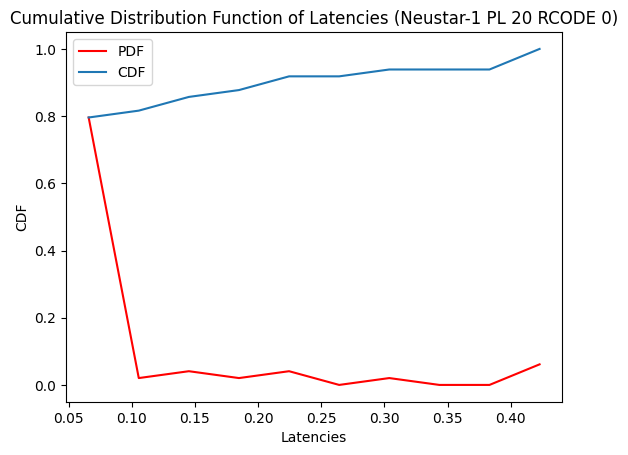 Cumulative Distribution Function of Latencies (Neustar-1 PL 20 RCODE 0)
PDF
CDF
1.0
0.8
0.6
0.4
0.2
0.0
CDF
0.05 0.10 0.15 0.20 0.25 0.30 0.35 0.40
Latencies